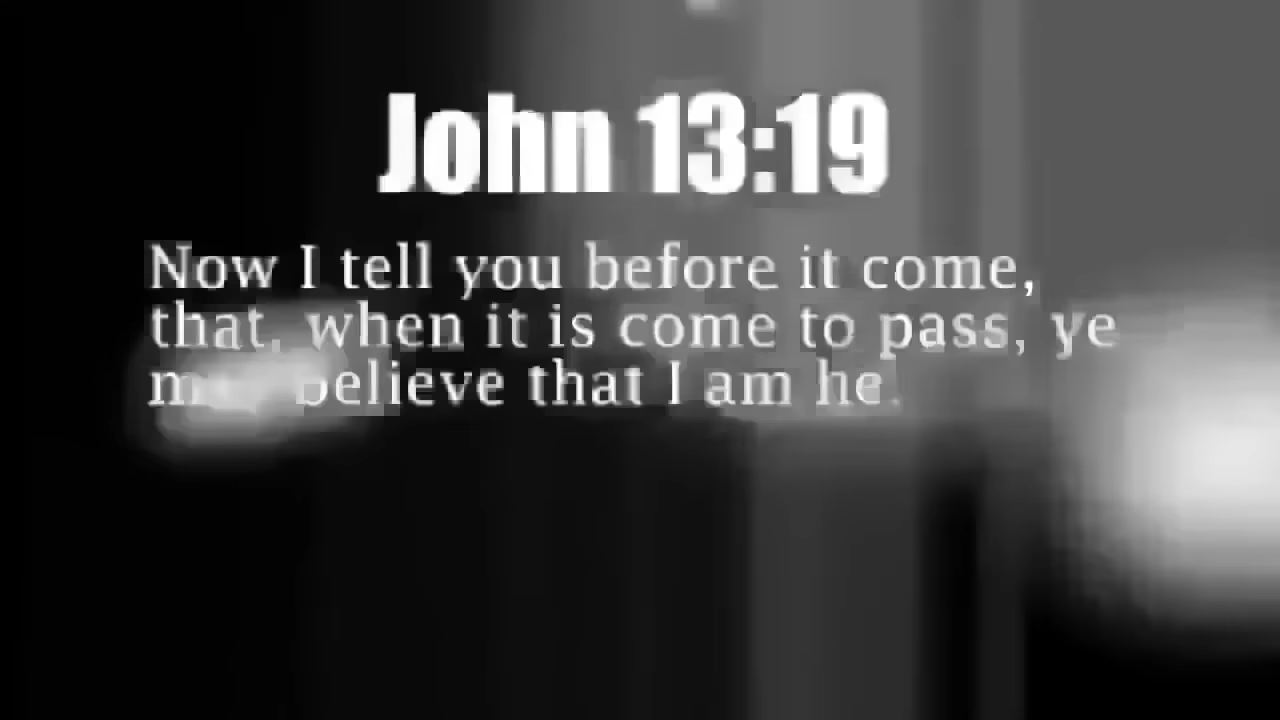 John 13:19
Now I tell you before it come,
that, when it is come to pass, ye
believe that I am he.